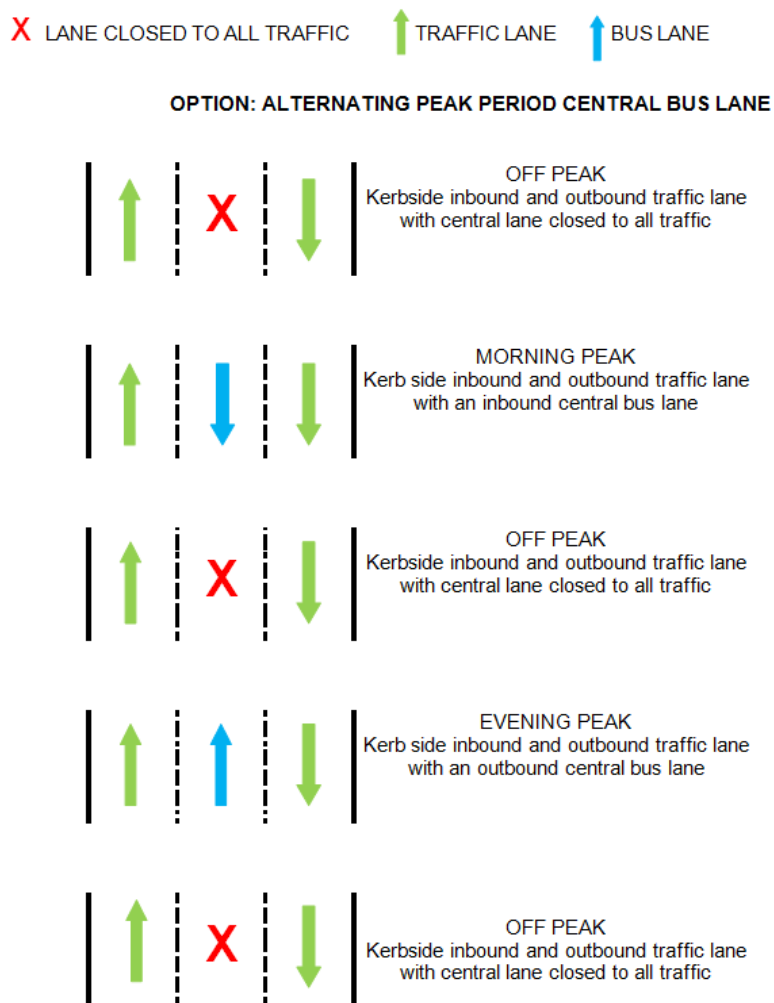 X LANE CLOSED TO ALL TRAFFIC TRAFFIC LANE BUS LANE
OPTION: ALTERNATING PEAK PERIOD CENTRAL BUS LANE
OFF PEAK
Kerbside inbound and outbound traffic lane
with central lane closed to all traffic
X
MORNING PEAK
Kerb side inbound and outbound traffic lane
with an inbound central bus lane
OFF PEAK
Kerbside inbound and outbound traffic lane
with central lane closed to all traffic
X
EVENING PEAK
Kerb side inbound and outbound traffic lane
with an outbound central bus lane
OFF PEAK
Kerbside inbound and outbound traffic lane
with central lane closed to all traffic
X